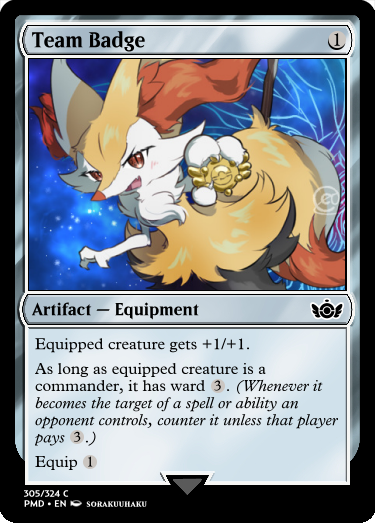 Team Badge 1
Artifact — Equipment
Equipped creature gets +1/+1.
As long as equipped creature is a
commander, it has ward 3. (Whenever it
becomes the target of a spell or ability an
opponent controls, counter it unless that player
pays 3.)
Equip 1
305/324 C
PMD • EN SORAKUUHAKU